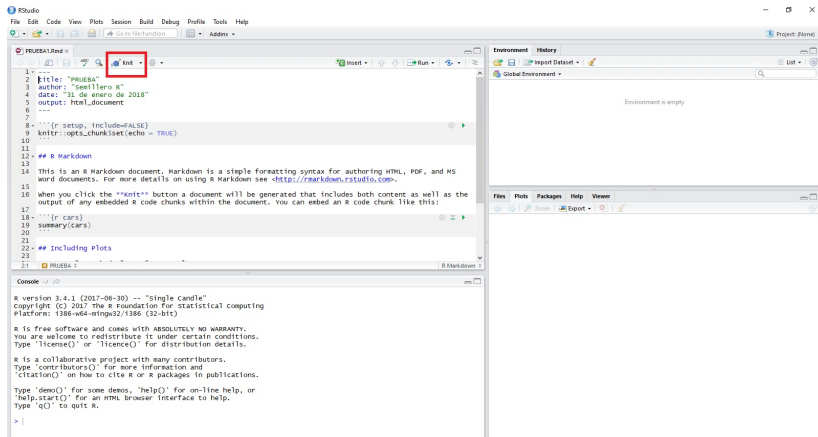 RStudio
File Edit Code View Plots Session Build Debug Profile Tools Help
Go to file/function Addins Project: (None)
PRUEBA1.Rmd
ABC Knit Insert Run
1 ---
2 title: "PRUEBA"
3 author: "Semillero R"
4 date: "31 de enero de 2018"
5 output: html_document
6 ---
7
8 ```{r setup, include=FALSE}
9 knitr::opts_chunk$set(echo = TRUE)
10 ```
11
12 ## R Markdown
13
14 This is an R Markdown document. Markdown is a simple formatting syntax for authoring HTML, PDF, and MS
Word documents. For more details on using R Markdown see <http://rmarkdown.rstudio.com>.
15
16 When you click the **Knit** button a document will be generated that includes both content as well as the
output of any embedded R code chunks within the document. You can embed an R code chunk like this:
17
18 ```{r cars}
19 summary(cars)
20 ```
21
22 ## Including Plots
23
2:1 PRUEBA R Markdown
Console ~/
R version 3.4.1 (2017-06-30) -- "Single Candle"
Copyright (C) 2017 The R Foundation for Statistical Computing
Platform: i386-w64-mingw32/i386 (32-bit)
R is free software and comes with ABSOLUTELY NO WARRANTY.
You are welcome to redistribute it under certain conditions.
Type 'license()' or 'licence()' for distribution details.
R is a collaborative project with many contributors.
Type 'contributors()' for more information and
'citation()' on how to cite R or R packages in publications.
Type 'demo()' for some demos, 'help()' for on-line help, or
'help.start()' for an HTML browser interface to help.
Type 'q()' to quit R.
>
Environment History
Import Dataset List
Global Environment
Environment is empty
Files Plots Packages Help Viewer
Zoom Export